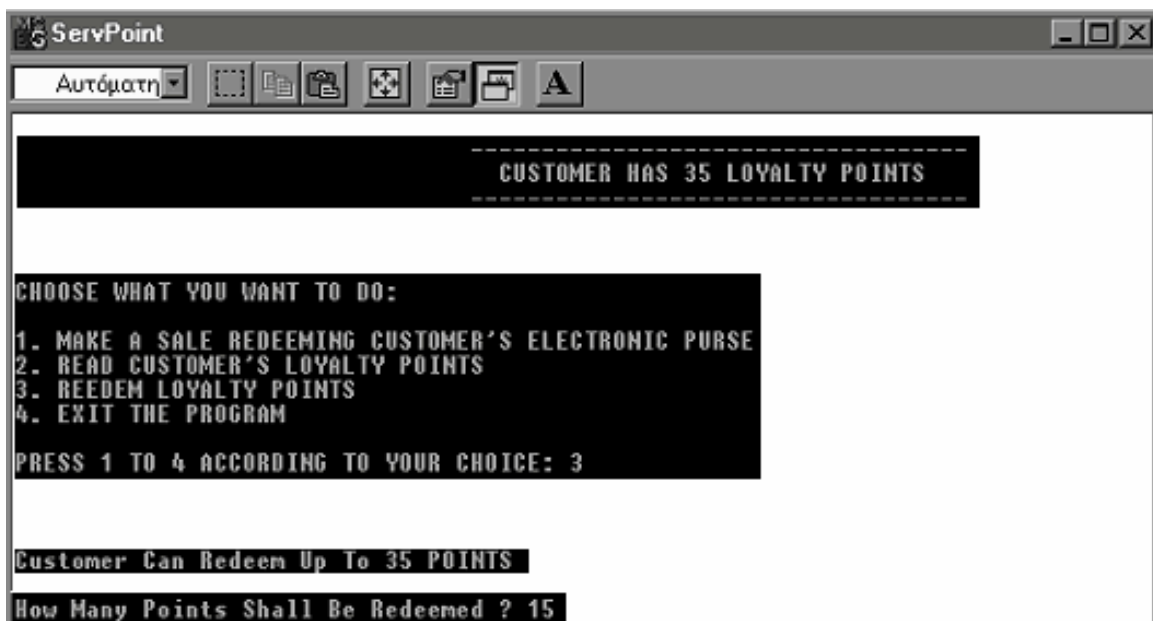 ServPoint
Αυτόματη
A
-----------------------------------
CUSTOMER HAS 35 LOYALTY POINTS
-----------------------------------
CHOOSE WHAT YOU WANT TO DO:
1. MAKE A SALE REDEEMING CUSTOMER'S ELECTRONIC PURSE
2. READ CUSTOMER'S LOYALTY POINTS
3. REEDEM LOYALTY POINTS
4. EXIT THE PROGRAM
PRESS 1 TO 4 ACCORDING TO YOUR CHOICE: 3
Customer Can Redeem Up To 35 POINTS
How Many Points Shall Be Redeemed ? 15